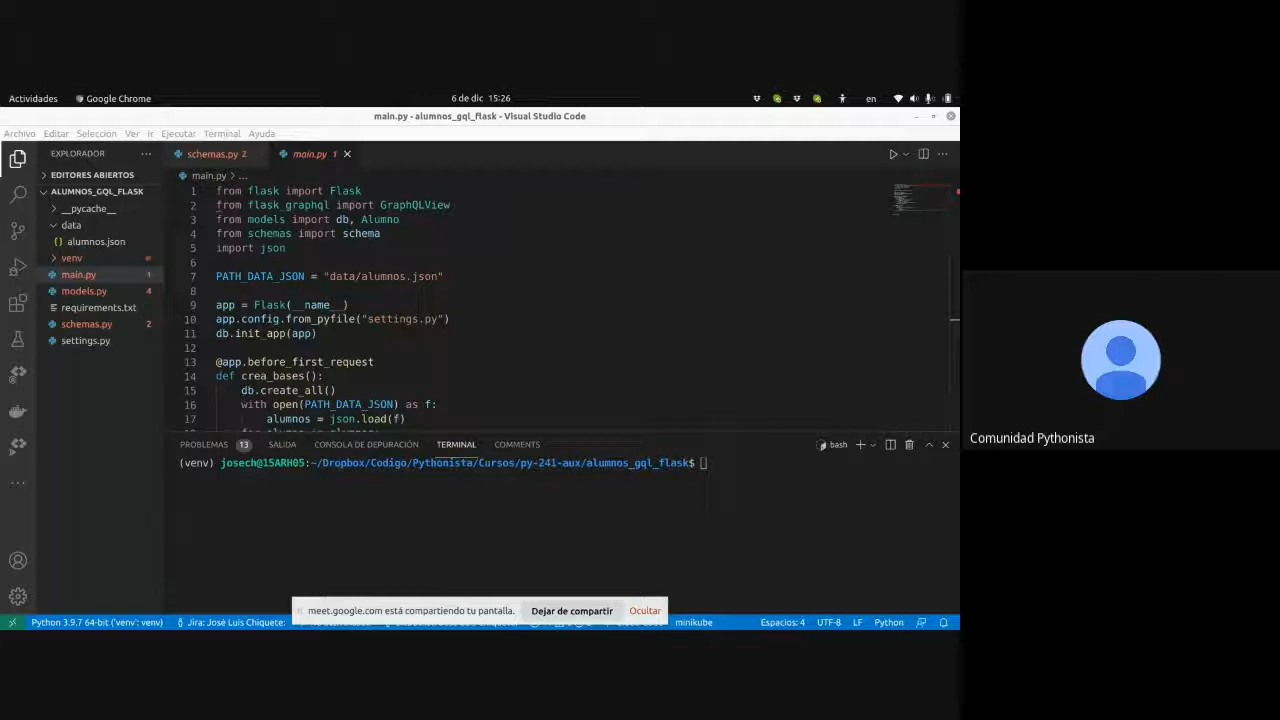 Actividades Google Chrome 6 de dic 15:26 en
main.py - alumnos_gql_flask - Visual Studio Code
Archivo Editar Selección Ver Ir Ejecutar Terminal Ayuda
EXPLORADOR
EDITORES ABIERTOS
ALUMNOS_GQL_FLASK
__pycache__
data
alumnos.json
venv
main.py 1
models.py 4
requirements.txt
schemas.py 2
settings.py
schemas.py 2 main.py 1
main.py > ...
1 from flask import Flask
2 from flask_graphql import GraphQLView
3 from models import db, Alumno
4 from schemas import schema
5 import json
6
7 PATH_DATA_JSON = "data/alumnos.json"
8
9 app = Flask(__name__)
10 app.config.from_pyfile("settings.py")
11 db.init_app(app)
12
13 @app.before_first_request
14 def crea_bases():
15 db.create_all()
16 with open(PATH_DATA_JSON) as f:
17 alumnos = json.load(f)
PROBLEMAS 13 SALIDA CONSOLA DE DEPURACIÓN TERMINAL COMMENTS bash
(venv) josech@15ARH05:~/Dropbox/Codigo/Pythonista/Cursos/py-241-aux/alumnos_gql_flask$
meet.google.com está compartiendo tu pantalla. Dejar de compartir Ocultar
Python 3.9.7 64-bit ('venv': venv) Jira: José Luis Chiquete: minikube Espacios: 4 UTF-8 LF Python
Comunidad Pythonista